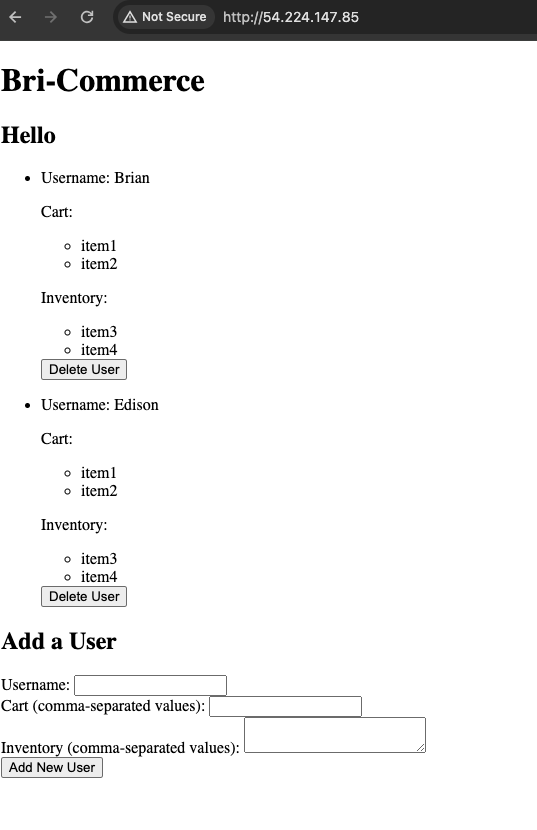 Not Secure http://54.224.147.85
Bri-Commerce
Hello
Username: Brian
Cart:
item1
item2
Inventory:
item3
item4
Delete User
Username: Edison
Cart:
item1
item2
Inventory:
item3
item4
Delete User
Add a User
Username:
Cart (comma-separated values):
Inventory (comma-separated values):
Add New User